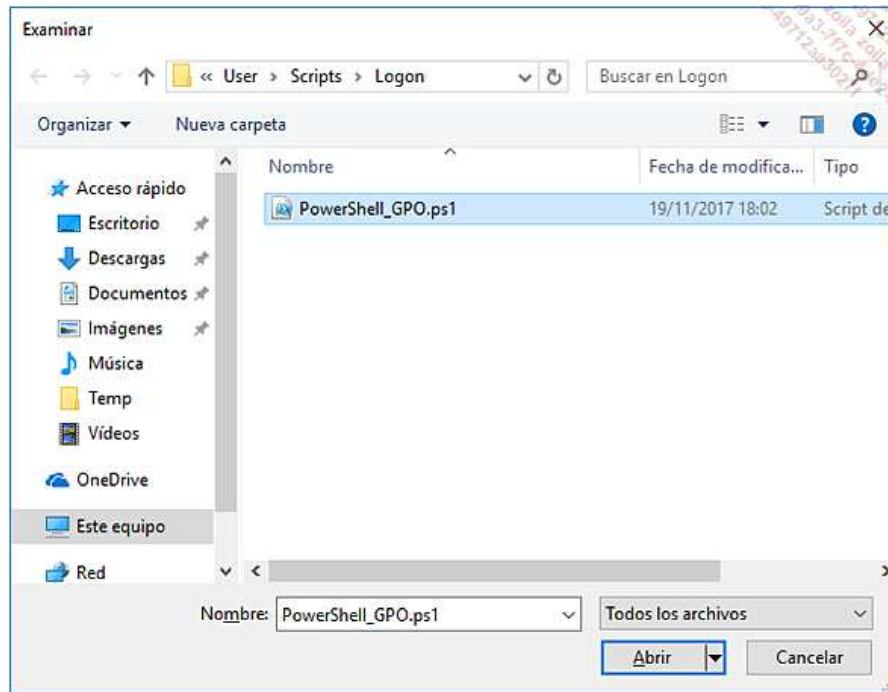 Examinar
« User > Scripts > Logon
Buscar en Logon
Organizar
Nueva carpeta
Nombre
Fecha de modifica...
Tipo
Acceso rápido
Escritorio
Descargas
Documentos
Imágenes
Música
Temp
Vídeos
OneDrive
Este equipo
Red
PowerShell_GPO.ps1
19/11/2017 18:02
Script de
Nombre:
PowerShell_GPO.ps1
Todos los archivos
Abrir
Cancelar